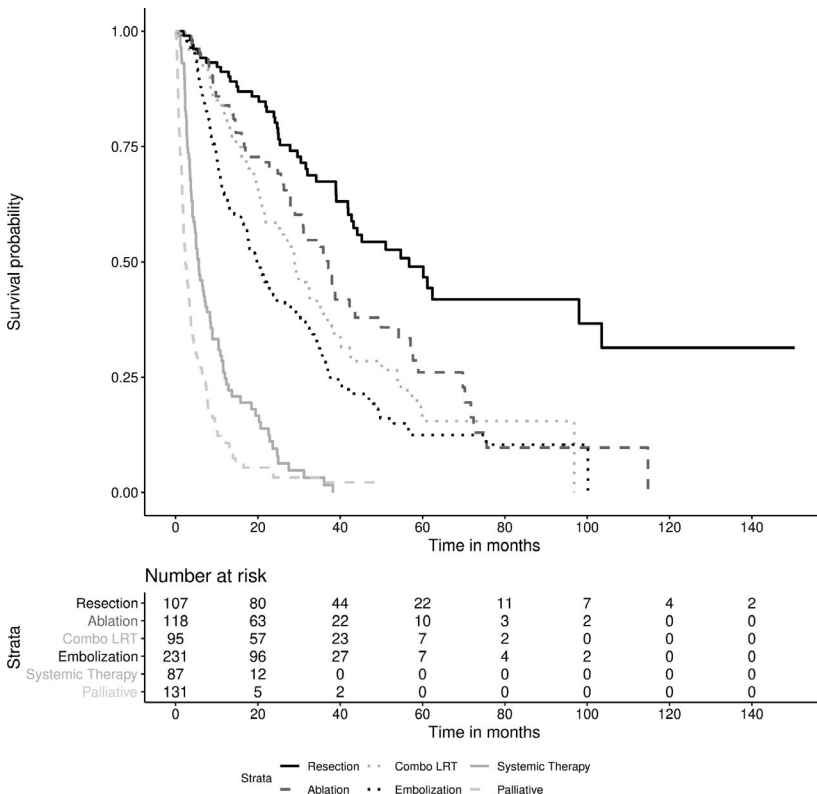 1.00
0.75
Survival probability
0.50
0.25
0.00
0 20 40 60 80 100 120 140
Time in months
Number at risk
Strata
Resection 107 80 44 22 11 7 4 2
Ablation 118 63 22 10 3 2 0 0
Combo LRT 95 57 23 7 2 0 0 0
Embolization 231 96 27 7 4 2 0 0
Systemic Therapy 87 12 0 0 0 0 0 0
Palliative 131 5 2 0 0 0 0 0
0 20 40 60 80 100 120 140
Time in months
Strata
Resection Combo LRT Systemic Therapy
Ablation Embolization Palliative